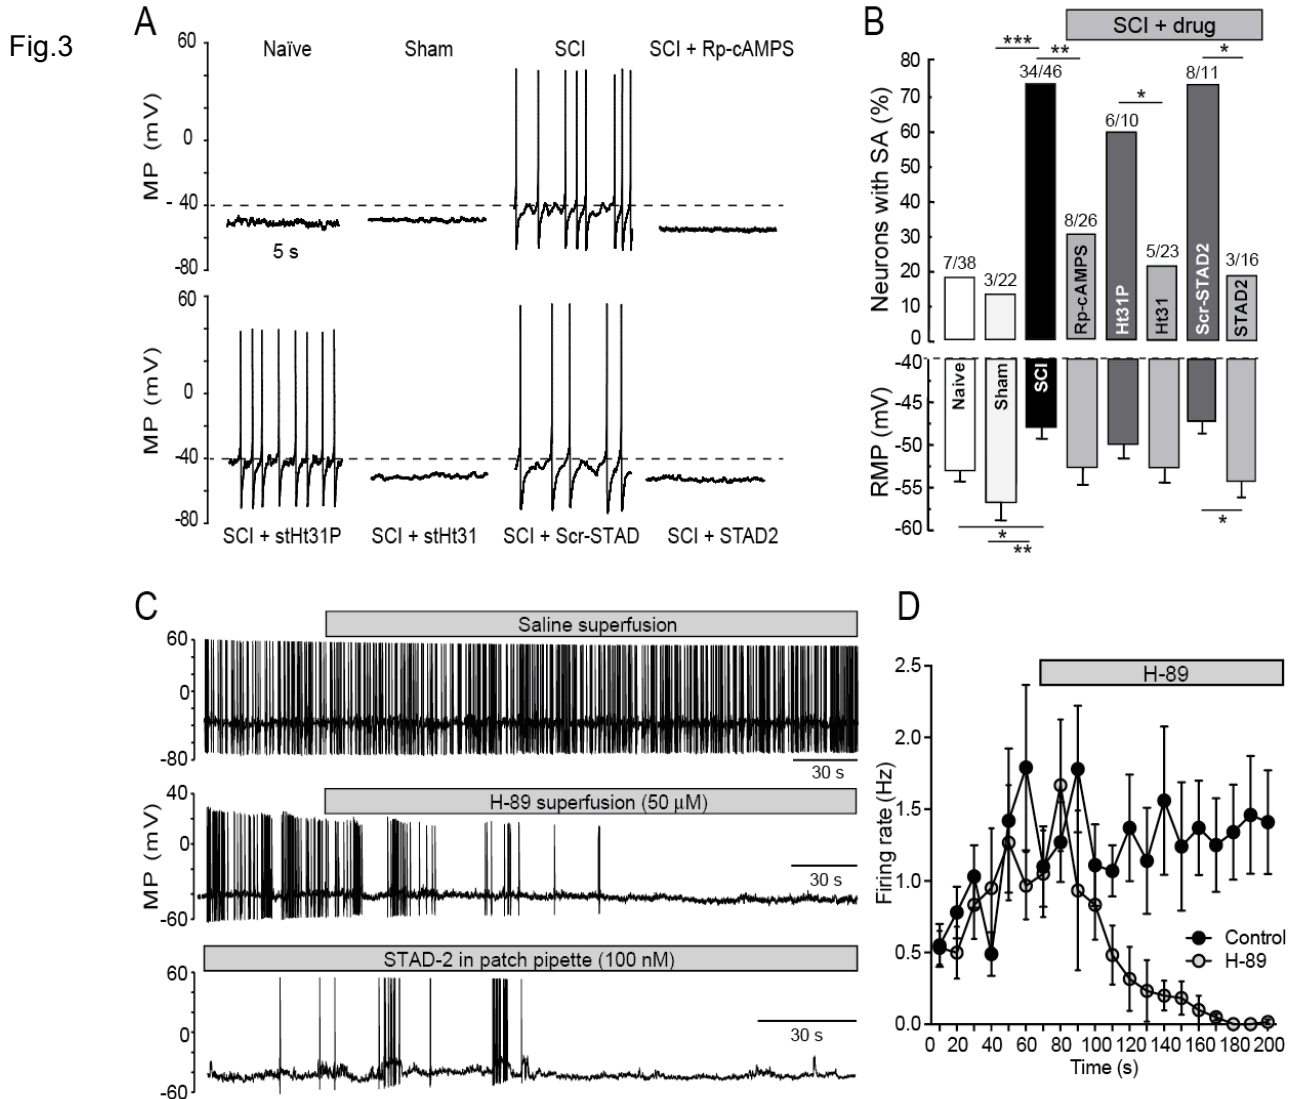 Fig.3
A
60
0
- 40
-80
MP (mV)
Naïve
Sham
SCI
SCI + Rp-cAMPS
5 s
60
0
-40
-80
MP (mV)
SCI + stHt31P
SCI + stHt31
SCI + Scr-STAD
SCI + STAD2
B
SCI + drug
***
**
*
*
80
70
60
50
40
30
20
10
0
Neurons with SA (%)
7/38
3/22
34/46
8/26
6/10
5/23
8/11
3/16
Rp-cAMPS
Ht31P
Ht31
Scr-STAD2
STAD2
-40
-45
-50
-55
-60
RMP (mV)
Naive
Sham
SCI
*
**
*
C
Saline superfusion
60
0
-80
30 s
H-89 superfusion (50 µM)
40
0
-60
MP (mV)
30 s
STAD-2 in patch pipette (100 nM)
60
0
-60
30 s
D
H-89
2.5
2.0
1.5
1.0
0.5
0.0
Firing rate (Hz)
Control
H-89
0 20 40 60 80 100 120 140 160 180 200
Time (s)